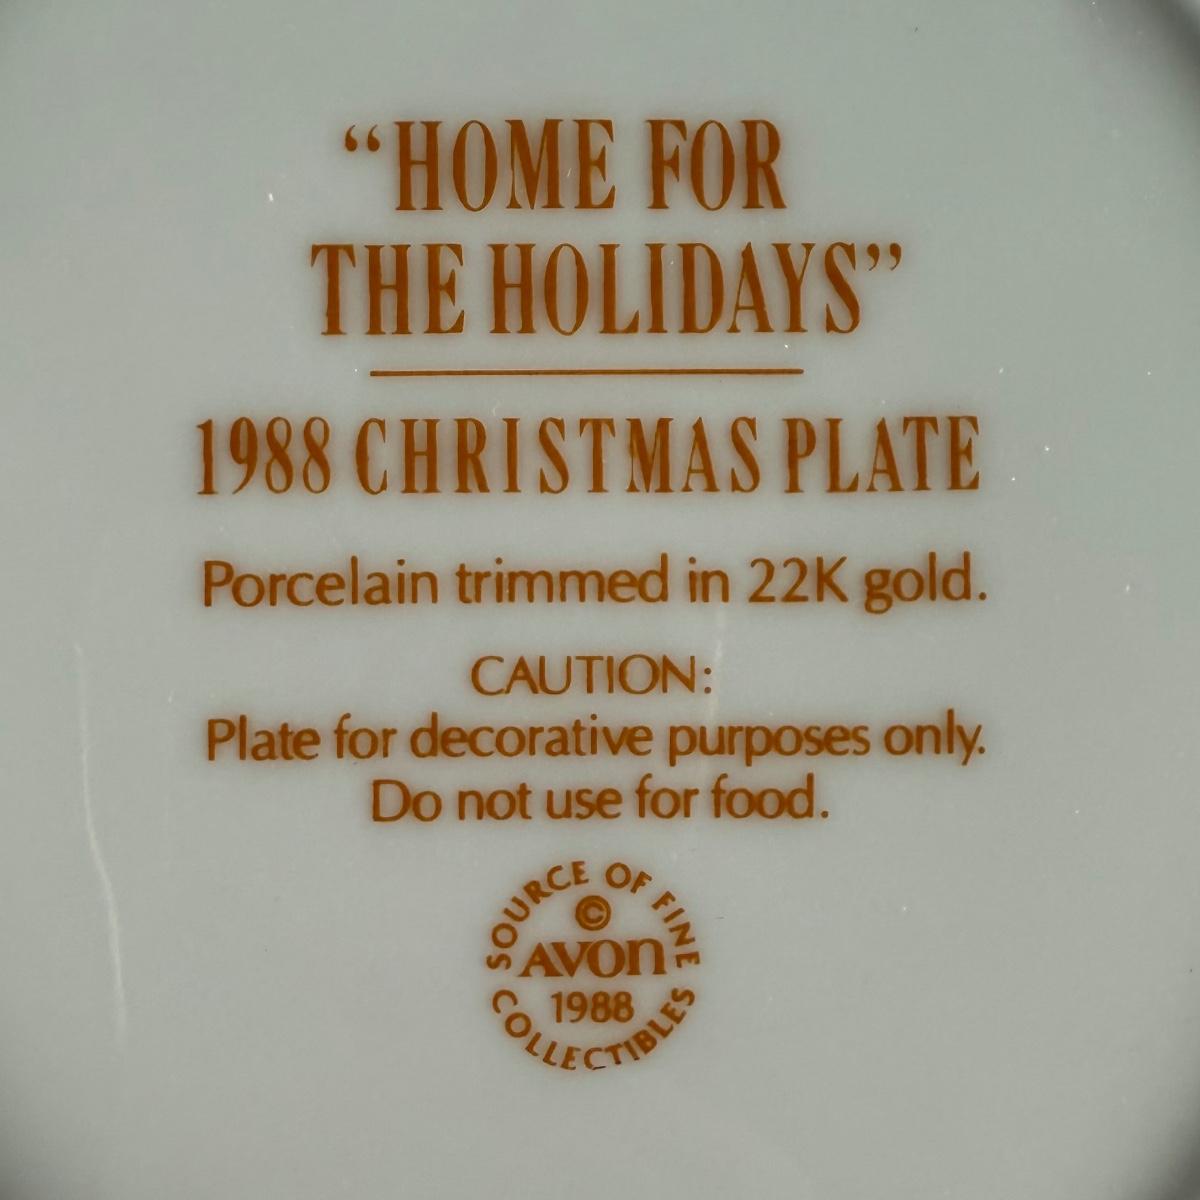 “HOME FOR
THE HOLIDAYS”
1988 CHRISTMAS PLATE
Porcelain trimmed in 22K gold.
CAUTION:
Plate for decorative purposes only.
Do not use for food.
SOURCE OF FINE
©
AVON
1988
COLLECTIBLES